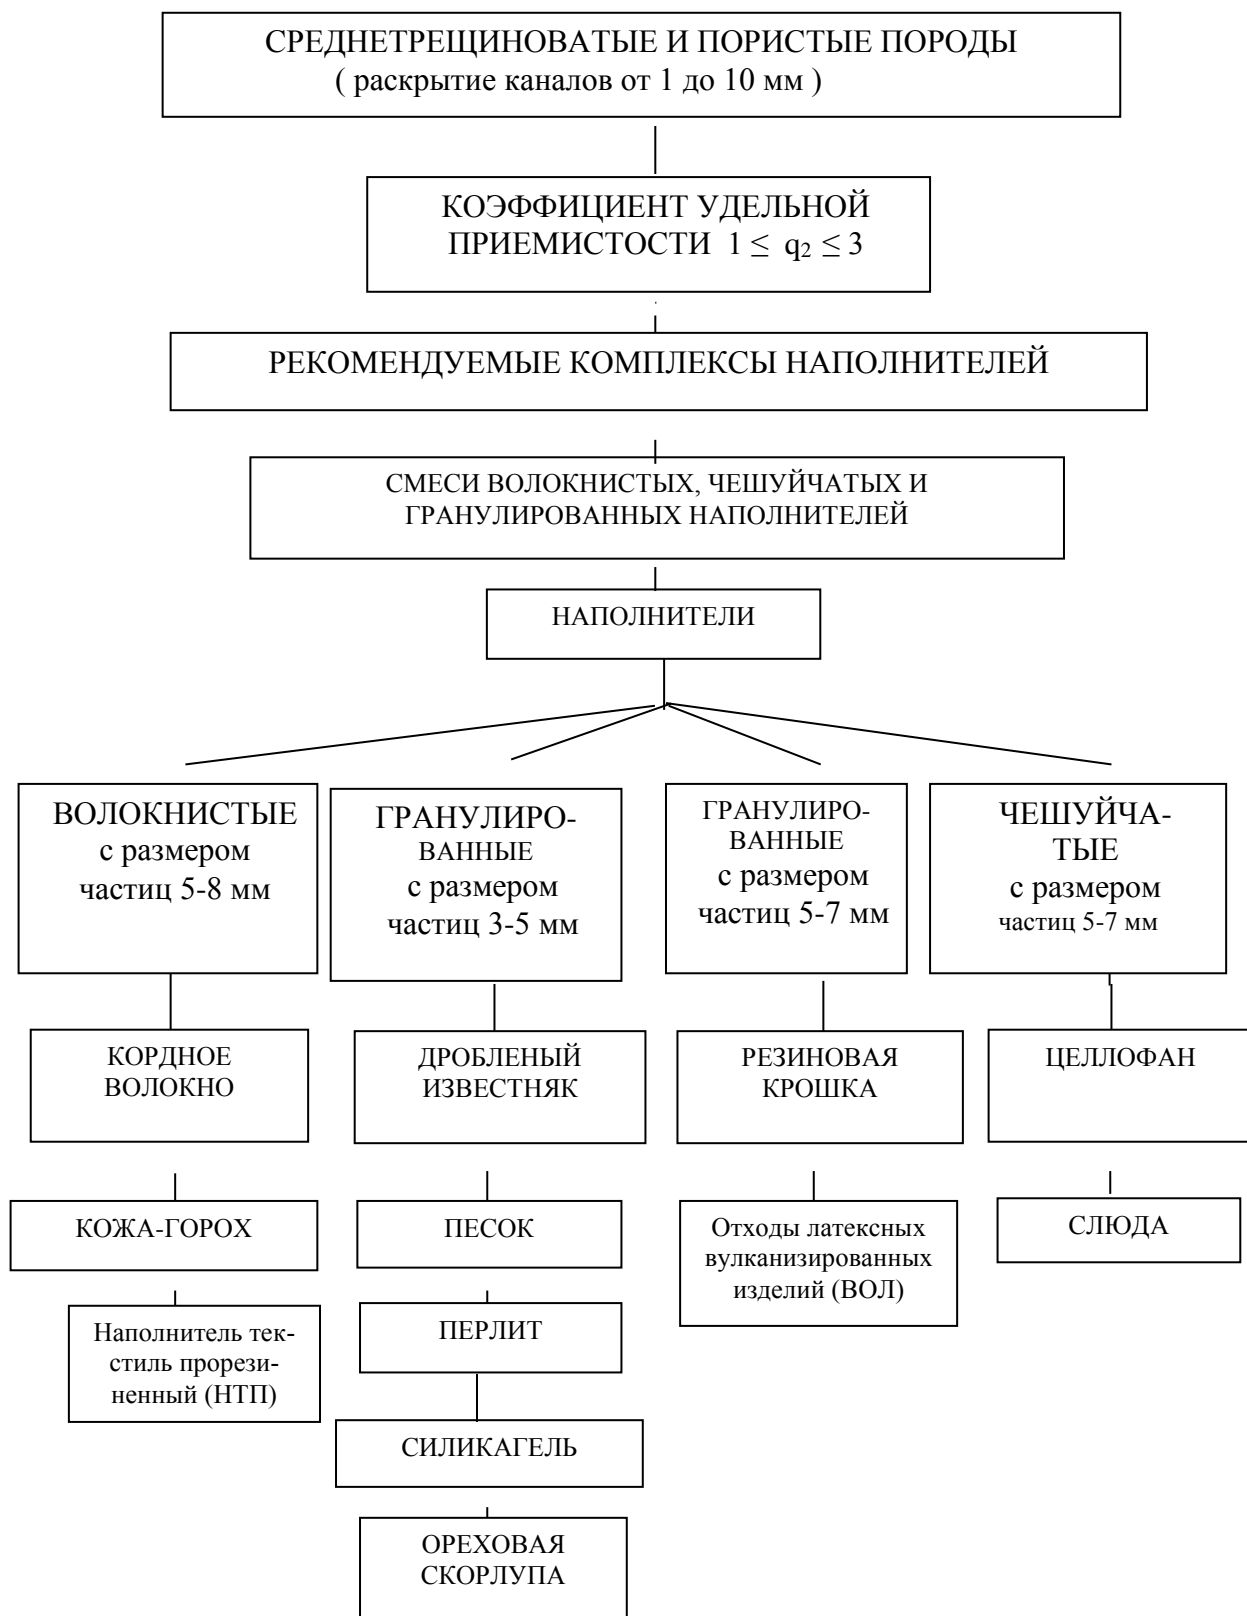 СРЕДНЕТРЕЩИНОВАТЫЕ И ПОРИСТЫЕ ПОРОДЫ
( раскрытие каналов от 1 до 10 мм )
КОЭФФИЦИЕНТ УДЕЛЬНОЙ
ПРИЕМИСТОСТИ 1 ≤ q₂ ≤ 3
РЕКОМЕНДУЕМЫЕ КОМПЛЕКСЫ НАПОЛНИТЕЛЕЙ
СМЕСИ ВОЛОКНИСТЫХ, ЧЕШУЙЧАТЫХ И
ГРАНУЛИРОВАННЫХ НАПОЛНИТЕЛЕЙ
НАПОЛНИТЕЛИ
ВОЛОКНИСТЫЕ
с размером
частиц 5-8 мм
ГРАНУЛИРО-
ВАННЫЕ
с размером
частиц 3-5 мм
ГРАНУЛИРО-
ВАННЫЕ
с размером
частиц 5-7 мм
ЧЕШУЙЧА-
ТЫЕ
с размером
частиц 5-7 мм
КОРДНОЕ
ВОЛОКНО
ДРОБЛЕНЫЙ
ИЗВЕСТНЯК
РЕЗИНОВАЯ
КРОШКА
ЦЕЛЛОФАН
КОЖА-ГОРОХ
ПЕСОК
Отходы латексных
вулканизированных
изделий (ВОЛ)
СЛЮДА
Наполнитель тек-
стиль прорези-
ненный (НТП)
ПЕРЛИТ
СИЛИКАГЕЛЬ
ОРЕХОВАЯ
СКОРЛУПА